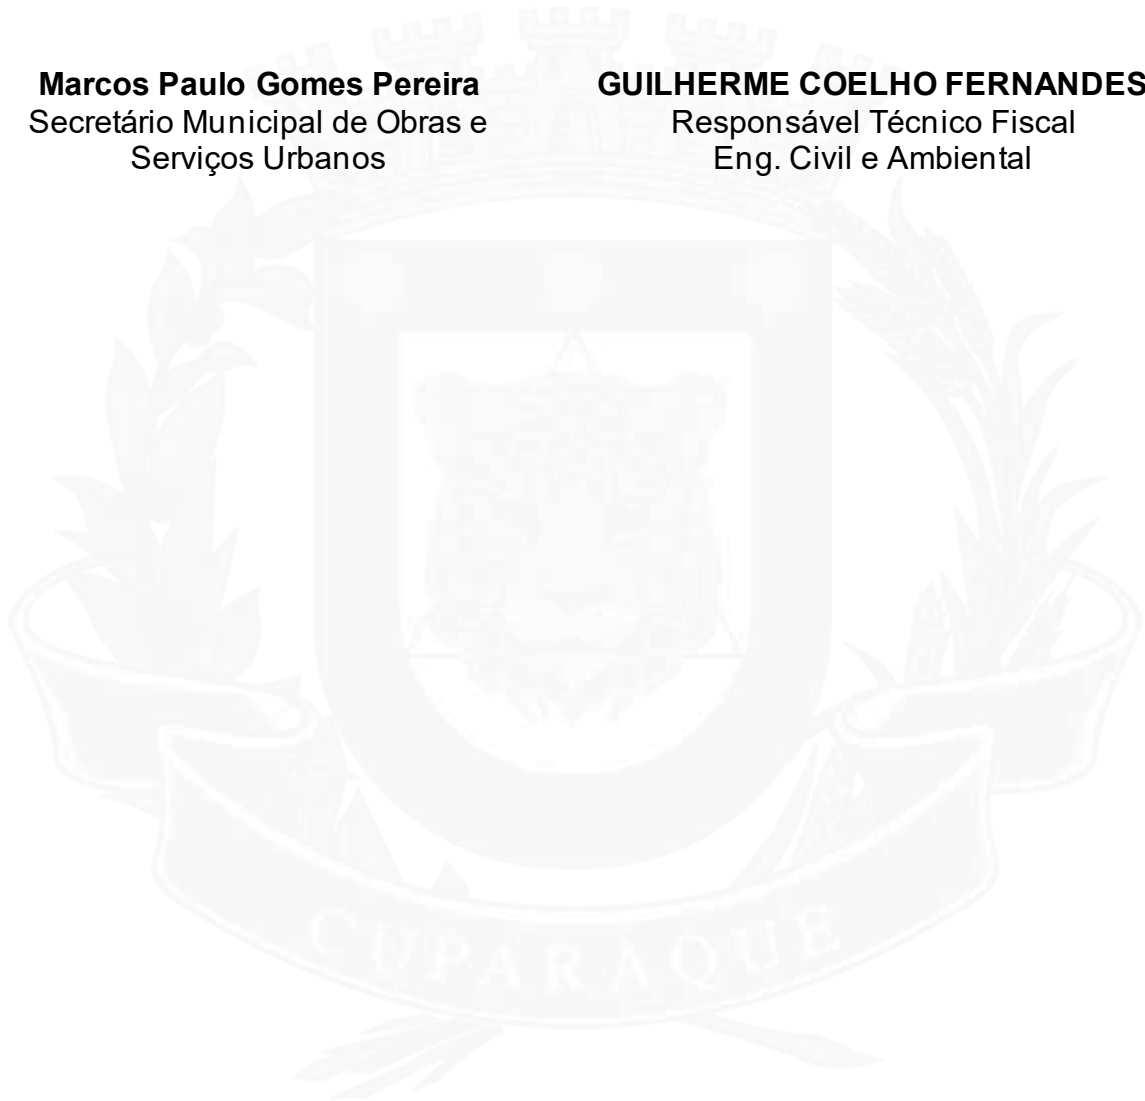 Marcos Paulo Gomes Pereira
Secretário Municipal de Obras e
Serviços Urbanos
GUILHERME COELHO FERNANDES
Responsável Técnico Fiscal
Eng. Civil e Ambiental
CUPARAQUE